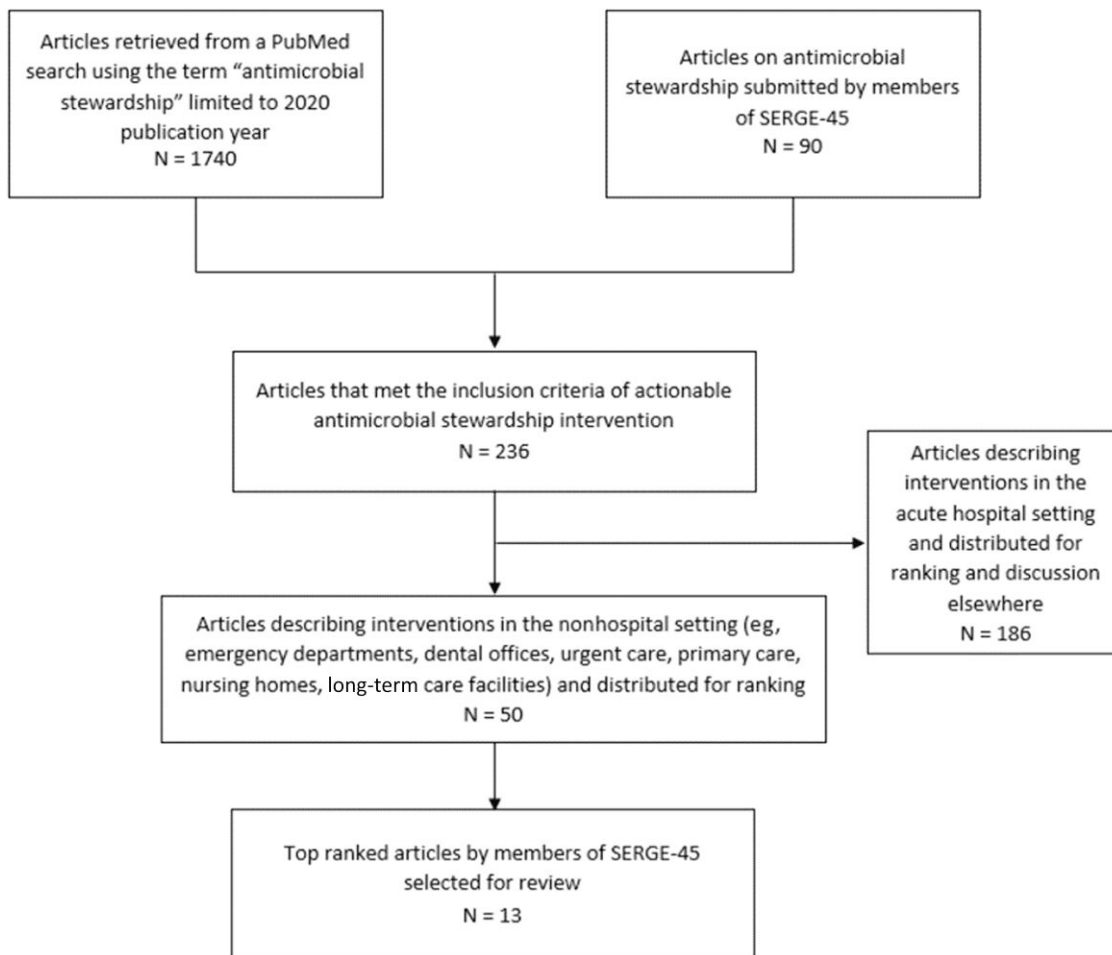 Articles retrieved from a PubMed
search using the term “antimicrobial
stewardship” limited to 2020
publication year
N = 1740
Articles on antimicrobial
stewardship submitted by members
of SERGE-45
N = 90
Articles that met the inclusion criteria of actionable
antimicrobial stewardship intervention
N = 236
Articles describing
interventions in the
acute hospital setting
and distributed for
ranking and discussion
elsewhere
N = 186
Articles describing interventions in the nonhospital setting (eg,
emergency departments, dental offices, urgent care, primary care,
nursing homes, long-term care facilities) and distributed for ranking
N = 50
Top ranked articles by members of SERGE-45
selected for review
N = 13